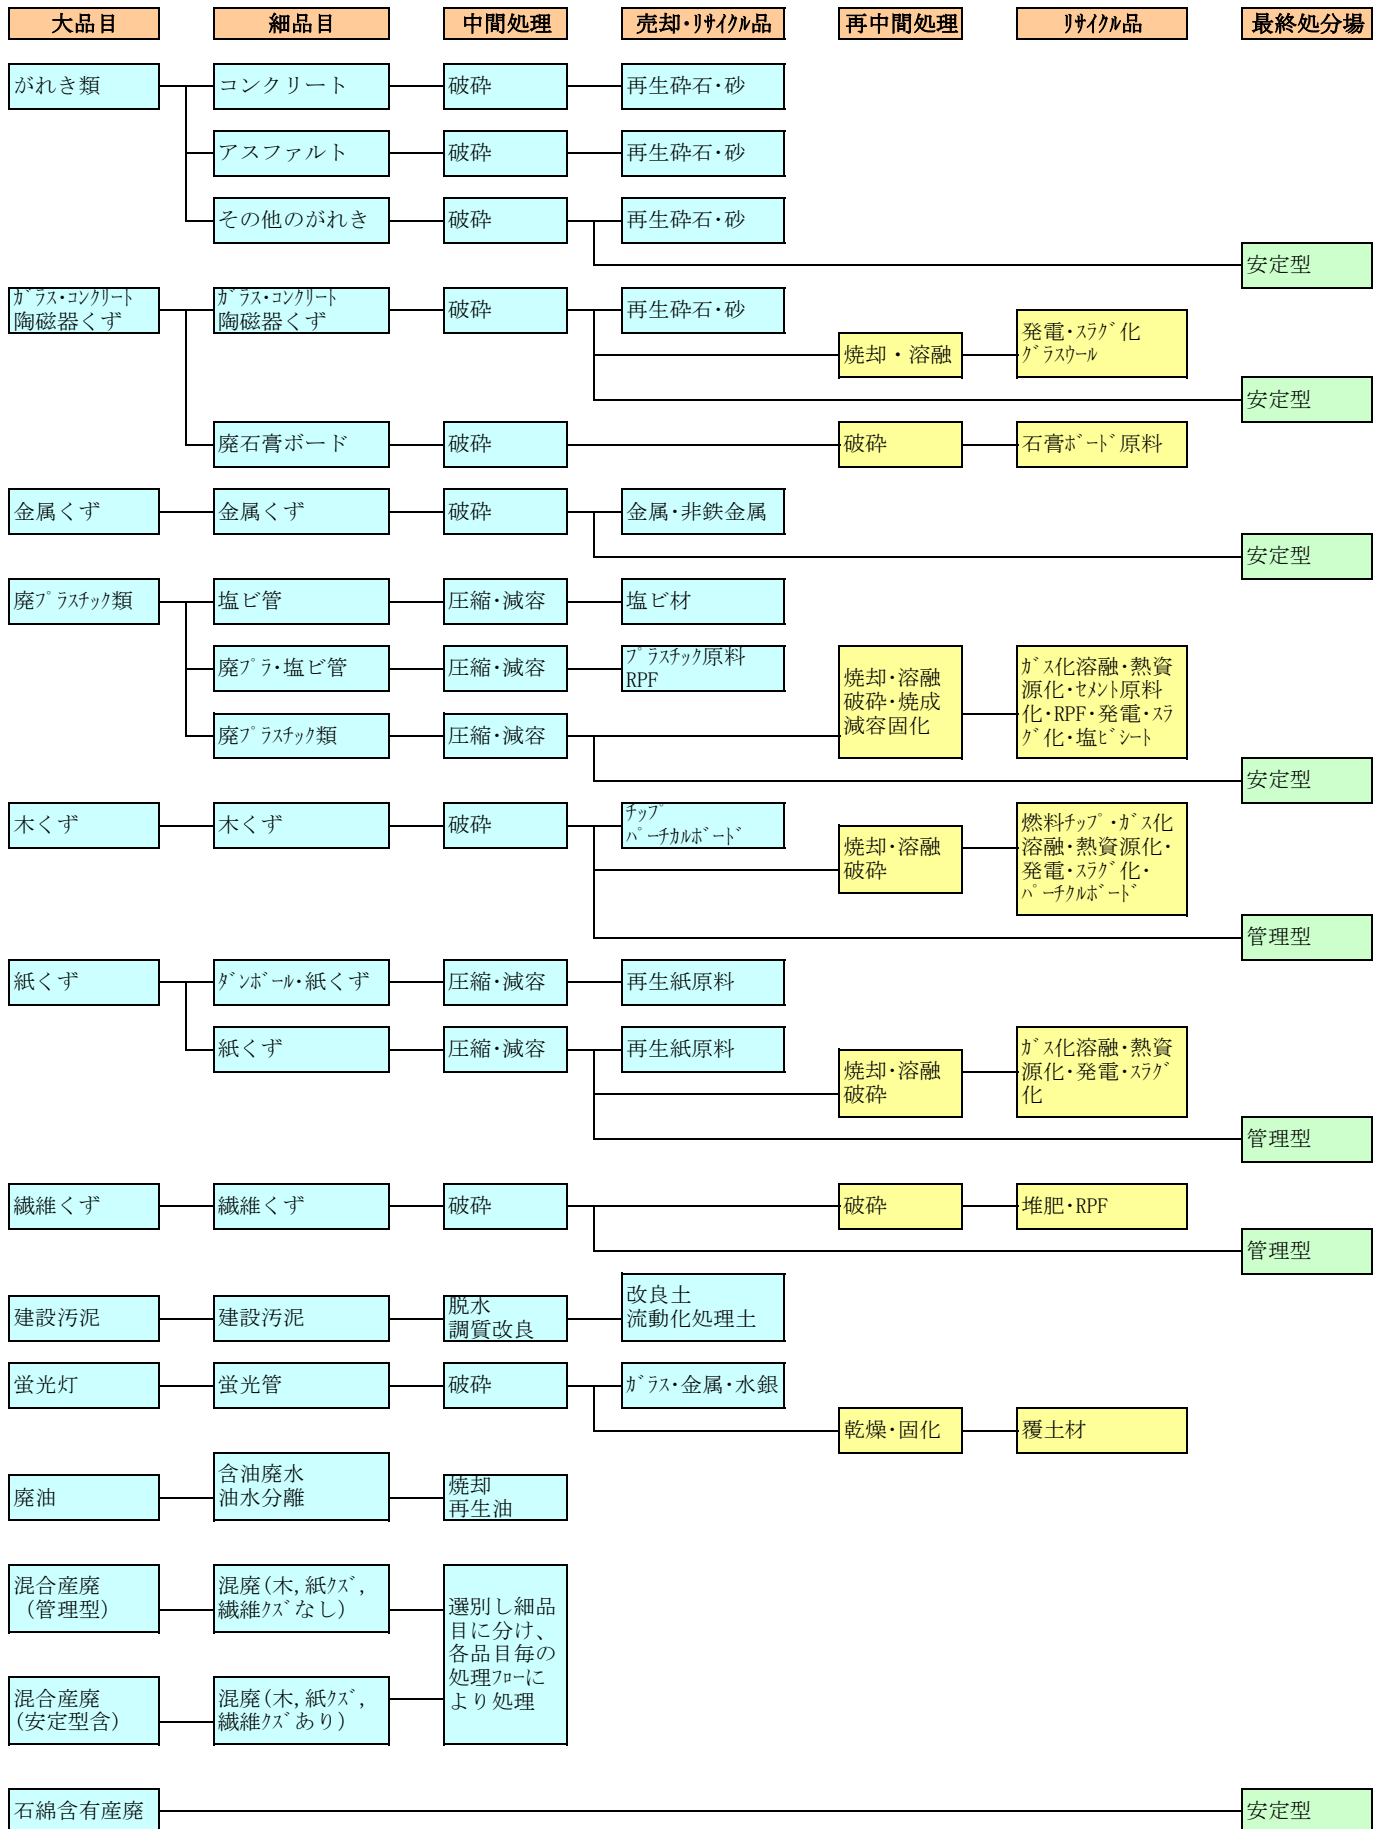 大品目
細品目
中間処理
売却・ﾘｻｲｸﾙ品
再中間処理
ﾘｻｲｸﾙ品
最終処分場
がれき類
コンクリート
破砕
再生砕石・砂
アスファルト
破砕
再生砕石・砂
その他のがれき
破砕
再生砕石・砂
安定型
ｶﾞﾗｽ・ｺﾝｸﾘｰﾄ
陶磁器くず
ｶﾞﾗｽ・ｺﾝｸﾘｰﾄ
陶磁器くず
破砕
再生砕石・砂
焼却・溶融
発電・ｽﾗｸﾞ化
ｸﾞﾗｽｳｰﾙ
安定型
廃石膏ボード
破砕
破砕
石膏ﾎﾞｰﾄﾞ原料
金属くず
金属くず
破砕
金属・非鉄金属
安定型
廃ﾌﾟﾗｽﾁｯｸ類
塩ビ管
圧縮・減容
塩ビ材
廃ﾌﾟﾗ・塩ビ管
圧縮・減容
ﾌﾟﾗｽﾁｯｸ原料
RPF
廃ﾌﾟﾗｽﾁｯｸ類
圧縮・減容
焼却・溶融
破砕・焼成
減容固化
ｶﾞｽ化溶融・熱資
源化・ｾﾒﾝﾄ原料
化・RPF・発電・ｽﾗ
ｸﾞ化・塩ﾋﾞｼｰﾄ
安定型
木くず
木くず
破砕
ﾁｯﾌﾟ
ﾊﾟｰﾁｶﾙﾎﾞｰﾄﾞ
焼却・溶融
破砕
燃料ﾁｯﾌﾟ・ｶﾞｽ化
溶融・熱資源化・
発電・ｽﾗｸﾞ化・
ﾊﾟｰﾁｸﾙﾎﾞｰﾄﾞ
管理型
紙くず
ﾀﾞﾝﾎﾞｰﾙ・紙くず
圧縮・減容
再生紙原料
紙くず
圧縮・減容
再生紙原料
焼却・溶融
破砕
ｶﾞｽ化溶融・熱資
源化・発電・ｽﾗｸﾞ
化
管理型
繊維くず
繊維くず
破砕
破砕
堆肥・RPF
管理型
建設汚泥
建設汚泥
脱水
調質改良
改良土
流動化処理土
蛍光灯
蛍光管
破砕
ｶﾞﾗｽ・金属・水銀
乾燥・固化
覆土材
廃油
含油廃水
油水分離
焼却
再生油
混合産廃
（管理型）
混廃(木,紙ｸｽﾞ,
繊維ｸｽﾞなし)
選別し細品
目に分け、
各品目毎の
処理ﾌﾛｰに
より処理
混合産廃
(安定型含)
混廃(木,紙ｸｽﾞ,
繊維ｸｽﾞあり)
石綿含有産廃
安定型